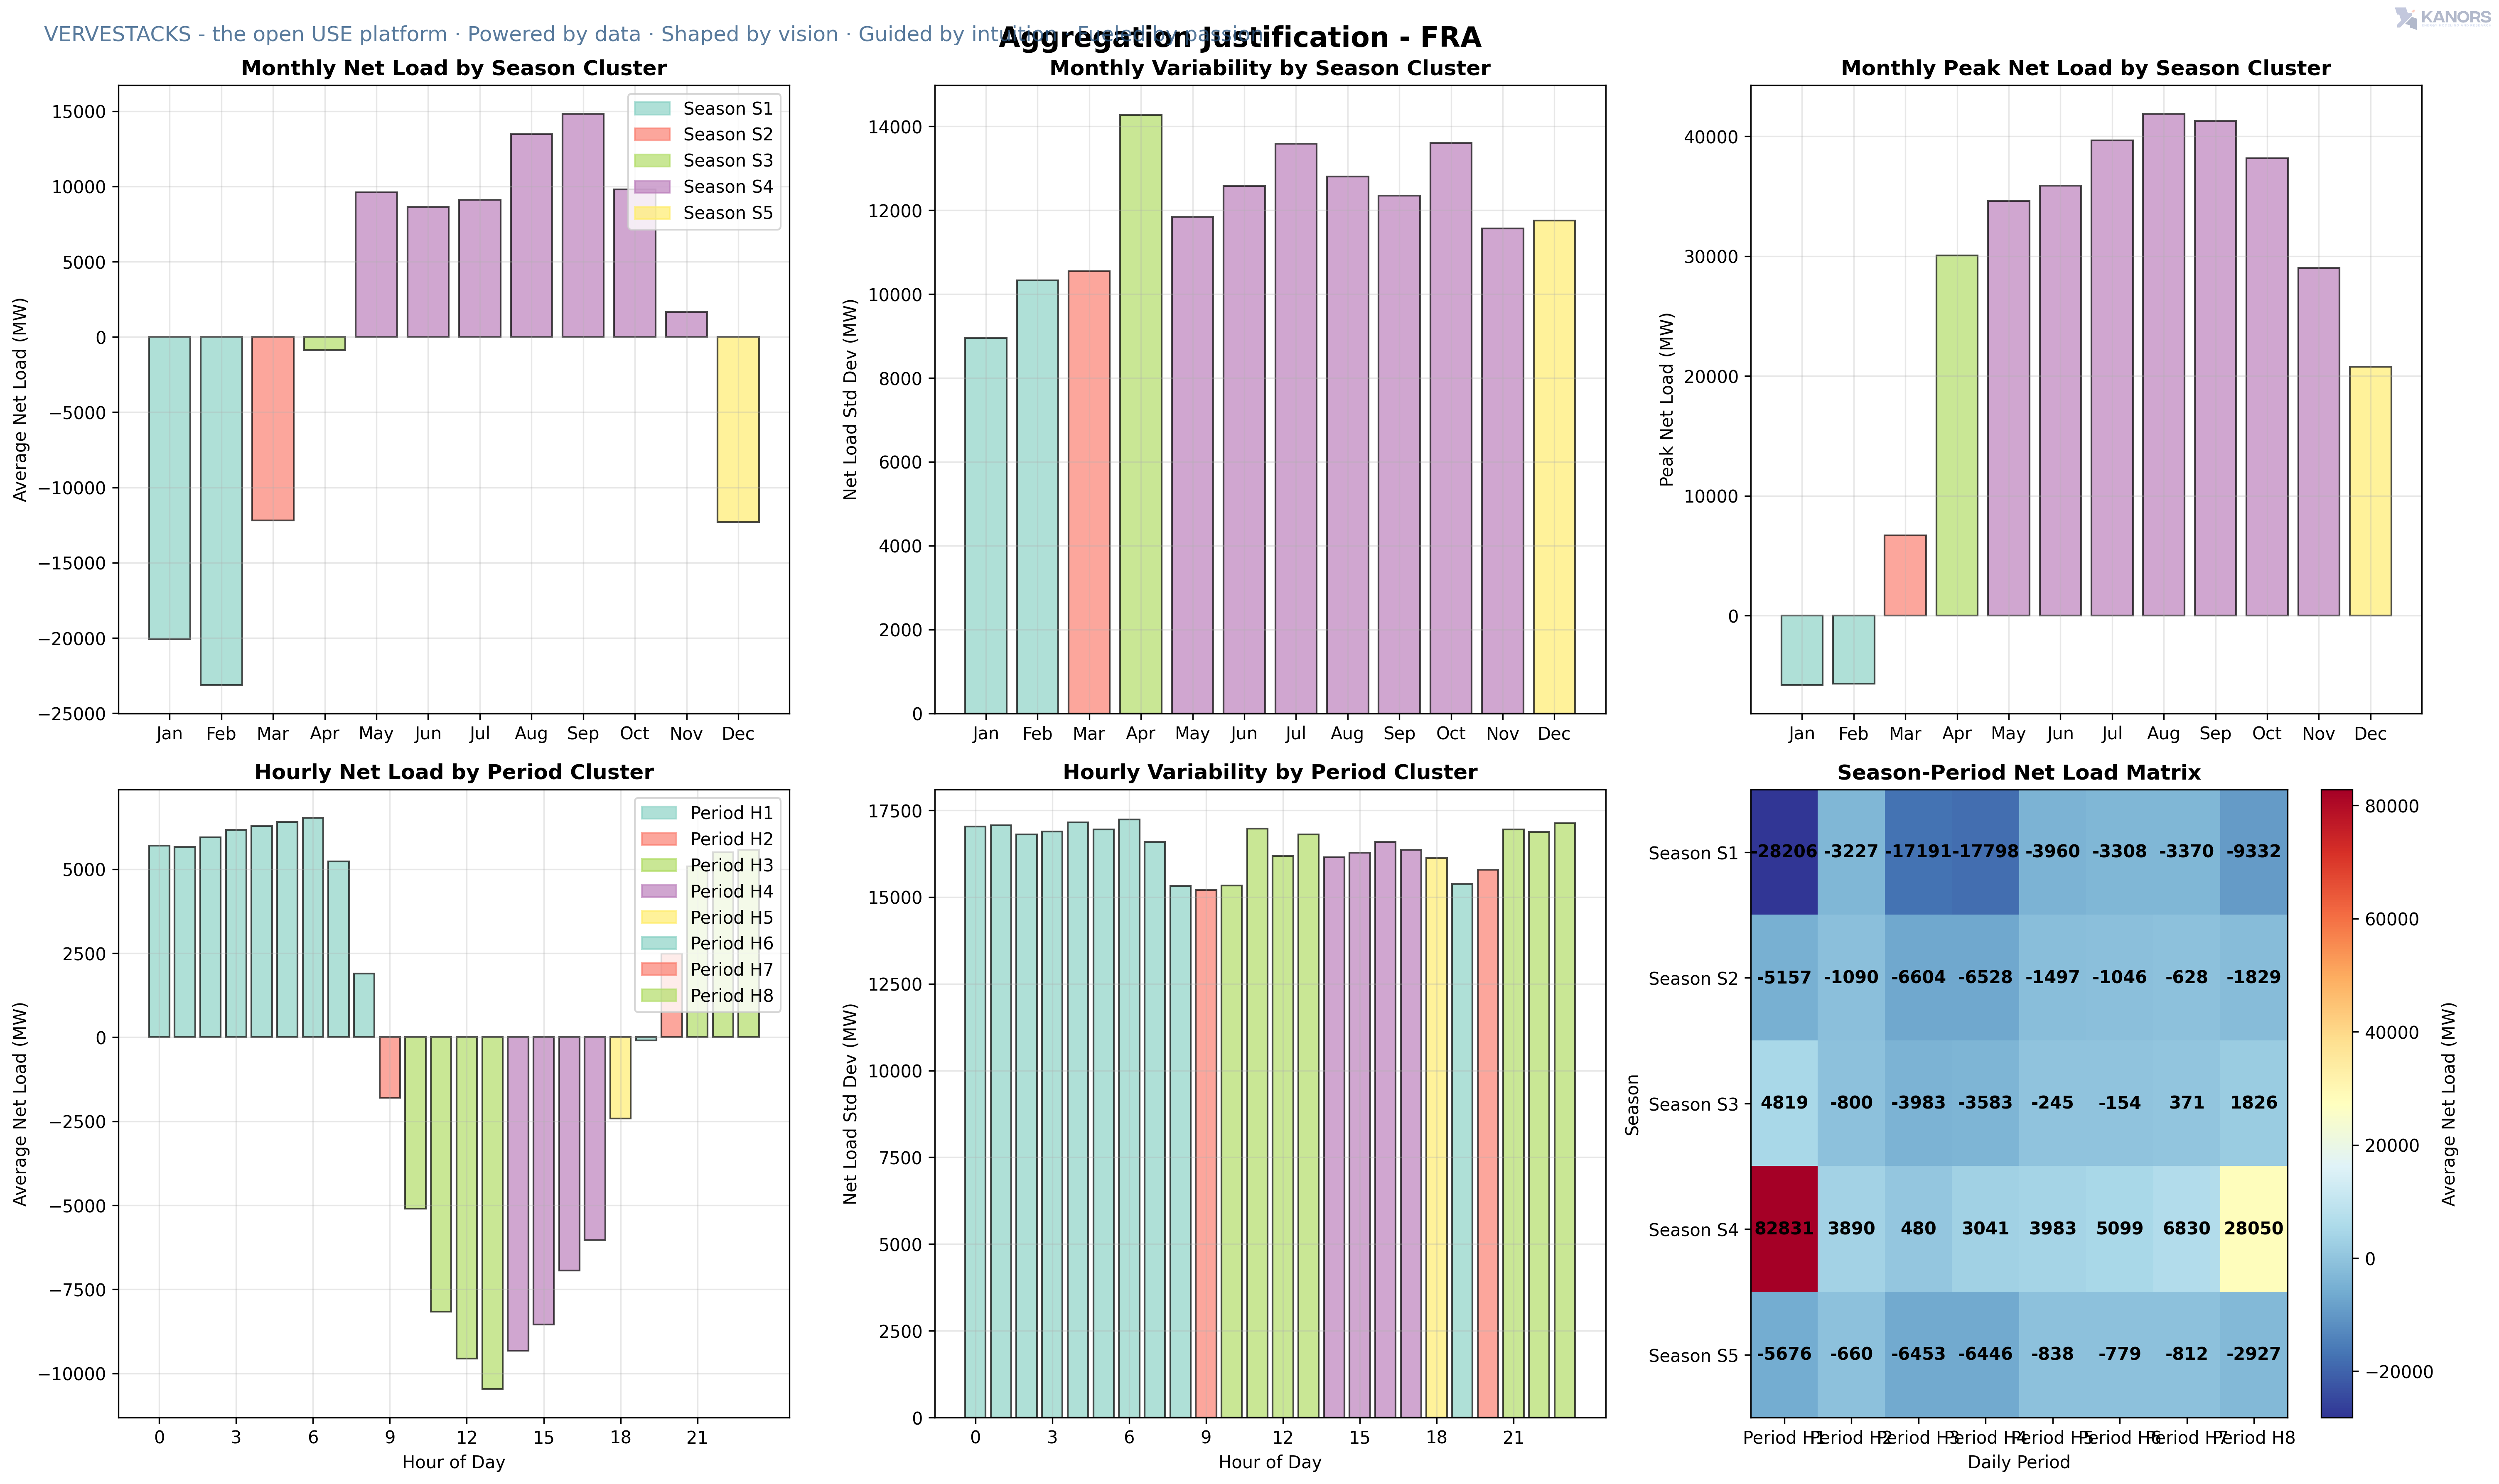 KANORS
VERVESTACKS - the open USE platform · Powered by data · Shaped by vision · Guided by intuition · Fueled by passion
Aggregation Justification - FRA
Monthly Net Load by Season Cluster
Average Net Load (MW)
15000
10000
5000
0
−5000
−10000
−15000
−20000
−25000
Season S1
Season S2
Season S3
Season S4
Season S5
Jan Feb Mar Apr May Jun Jul Aug Sep Oct Nov Dec
Monthly Variability by Season Cluster
Net Load Std Dev (MW)
14000
12000
10000
8000
6000
4000
2000
0
Jan Feb Mar Apr May Jun Jul Aug Sep Oct Nov Dec
Monthly Peak Net Load by Season Cluster
Peak Net Load (MW)
40000
30000
20000
10000
0
Jan Feb Mar Apr May Jun Jul Aug Sep Oct Nov Dec
Hourly Net Load by Period Cluster
Average Net Load (MW)
5000
2500
0
−2500
−5000
−7500
−10000
Period H1
Period H2
Period H3
Period H4
Period H5
Period H6
Period H7
Period H8
0 3 6 9 12 15 18 21
Hour of Day
Hourly Variability by Period Cluster
Net Load Std Dev (MW)
17500
15000
12500
10000
7500
5000
2500
0
0 3 6 9 12 15 18 21
Hour of Day
Season-Period Net Load Matrix
Season
Season S1 -28206 -3227 -17191 -17798 -3960 -3308 -3370 -9332
Season S2 -5157 -1090 -6604 -6528 -1497 -1046 -628 -1829
Season S3 4819 -800 -3983 -3583 -245 -154 371 1826
Season S4 82831 3890 480 3041 3983 5099 6830 28050
Season S5 -5676 -660 -6453 -6446 -838 -779 -812 -2927
Period H1 Period H2 Period H3 Period H4 Period H5 Period H6 Period H7 Period H8
Daily Period
80000
60000
40000
20000
0
−20000
Average Net Load (MW)